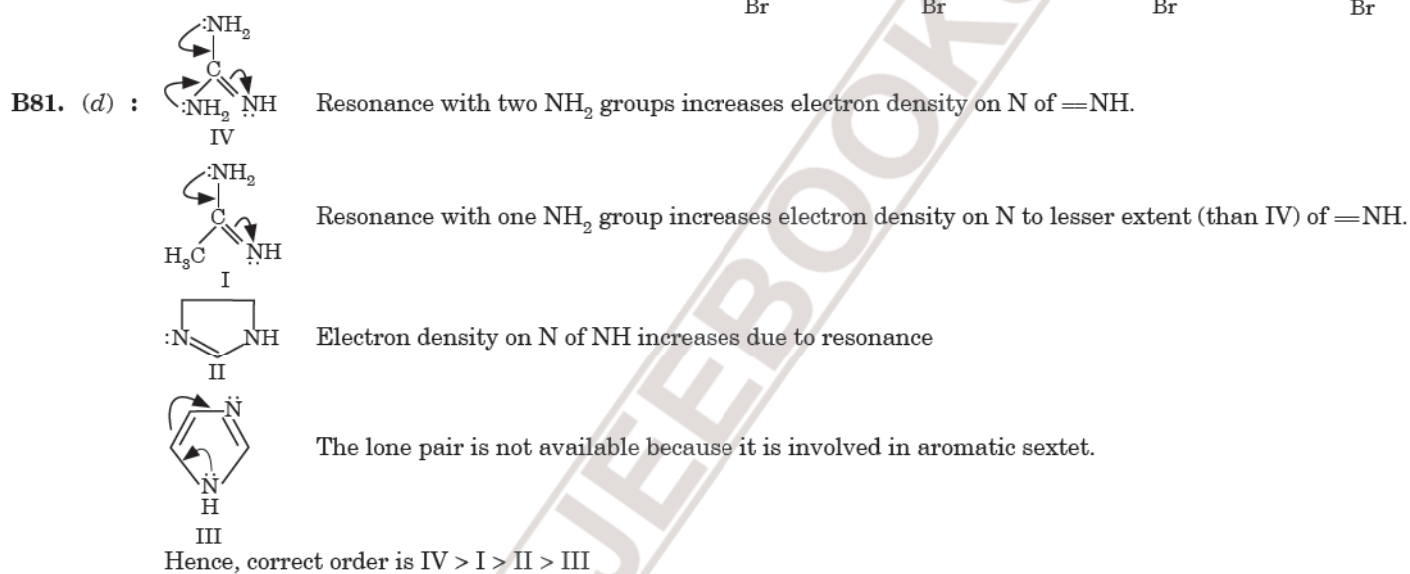 Br Br Br Br
:NH₂
C
B81. (d) : :NH₂ NH Resonance with two NH₂ groups increases electron density on N of ═NH.
IV
:NH₂
C
Resonance with one NH₂ group increases electron density on N to lesser extent (than IV) of ═NH.
H₃C NH
I
:N NH Electron density on N of NH increases due to resonance
II
N
The lone pair is not available because it is involved in aromatic sextet.
N
H
III
Hence, correct order is IV > I > II > III
JEEBOOK